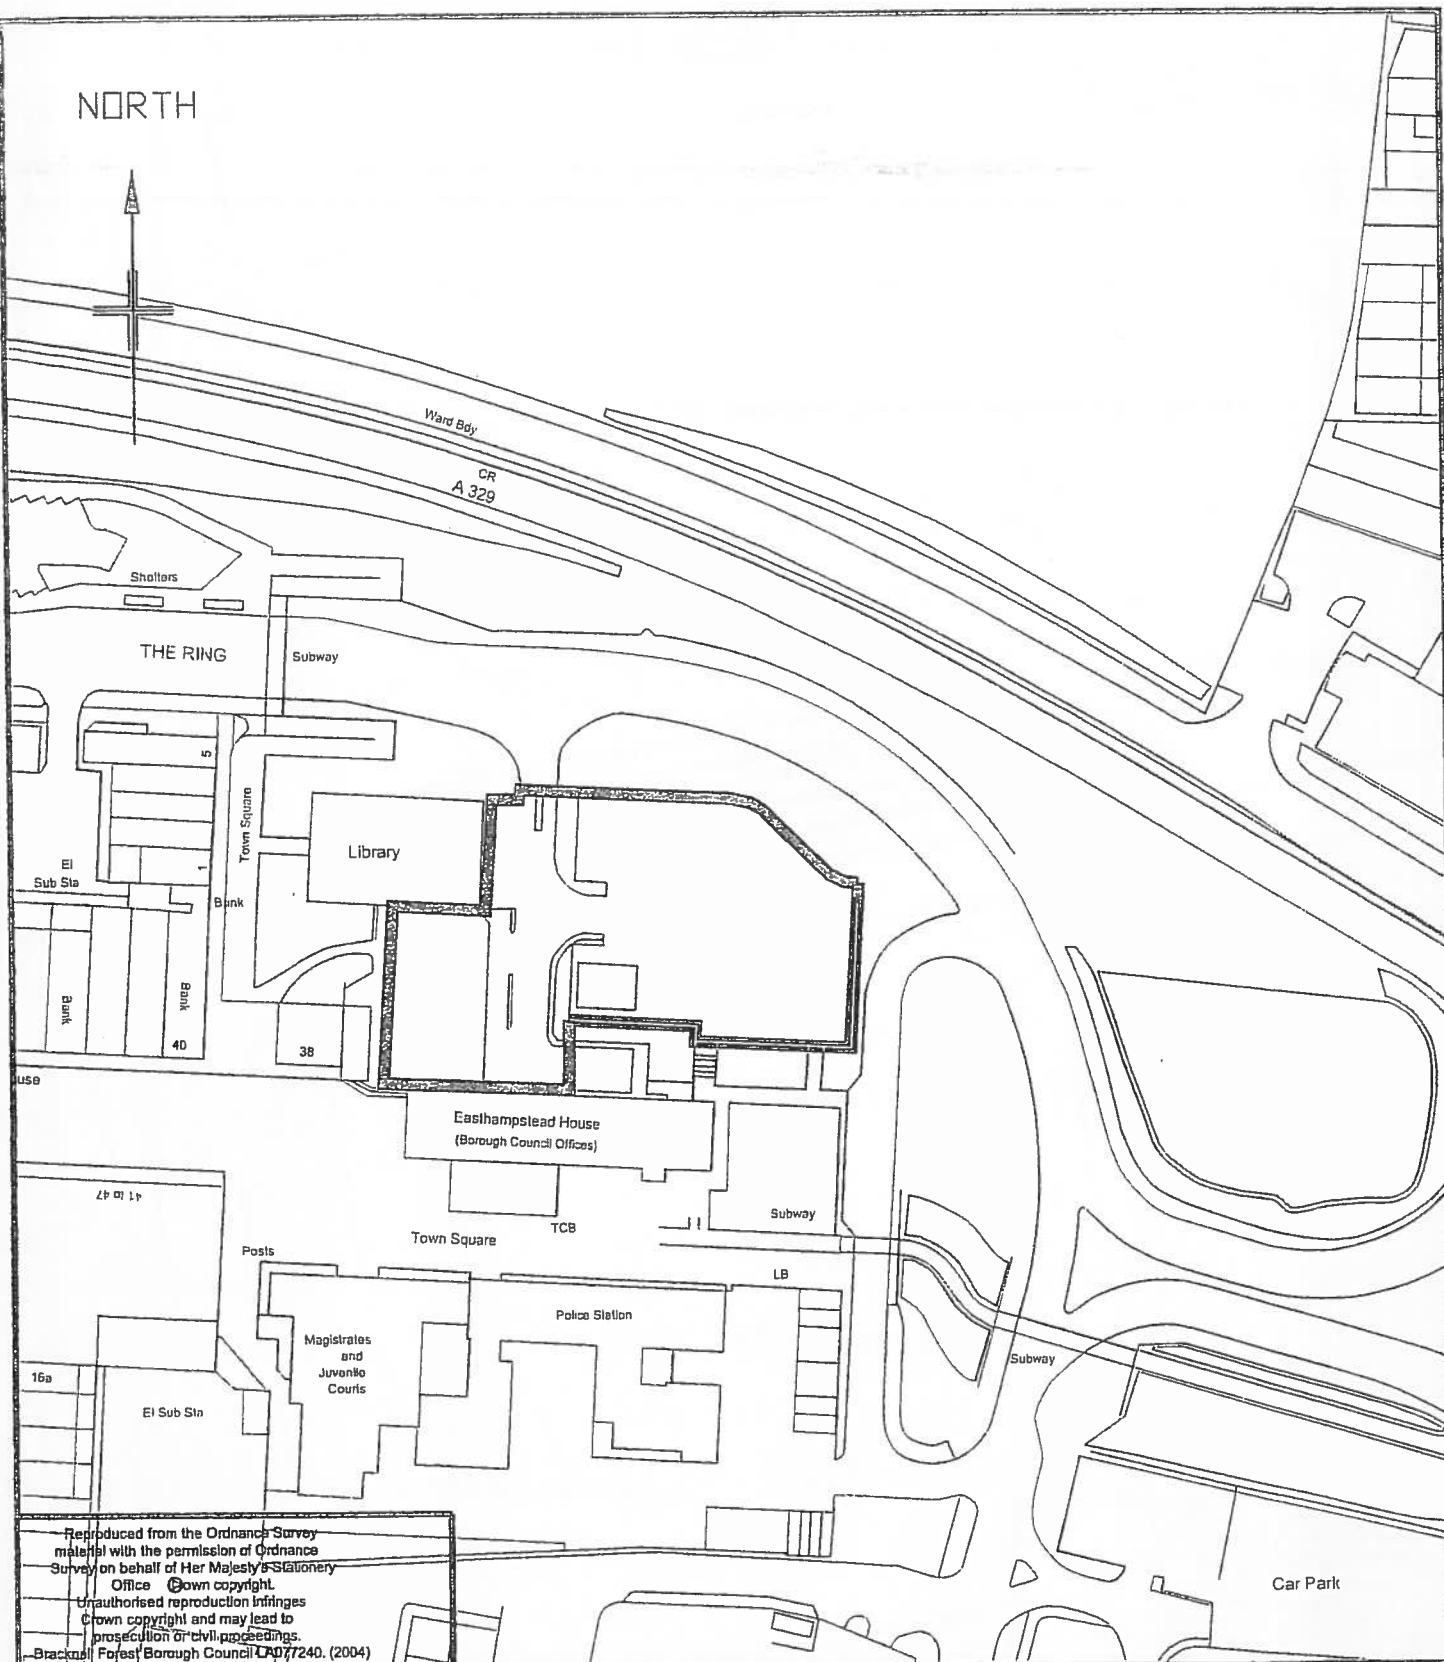 NORTH
Ward Bdy
CR
A 329
Shelters
THE RING
Subway
5
Town Square
Library
El
Sub Sta
1
Bank
Bank
Bank
40
38
use
Easthampstead House
(Borough Council Offices)
41 to 47
Subway
TCB
Town Square
Posts
LB
Police Station
Magistrates
and
Juvenile
Courts
Subway
16a
El Sub Sta
Car Park
Reproduced from the Ordnance Survey
material with the permission of Ordnance
Survey on behalf of Her Majesty's Stationery
Office © Crown copyright.
Unauthorised reproduction infringes
Crown copyright and may lead to
prosecution or civil proceedings.
Bracknell Forest Borough Council LA077240. (2004)